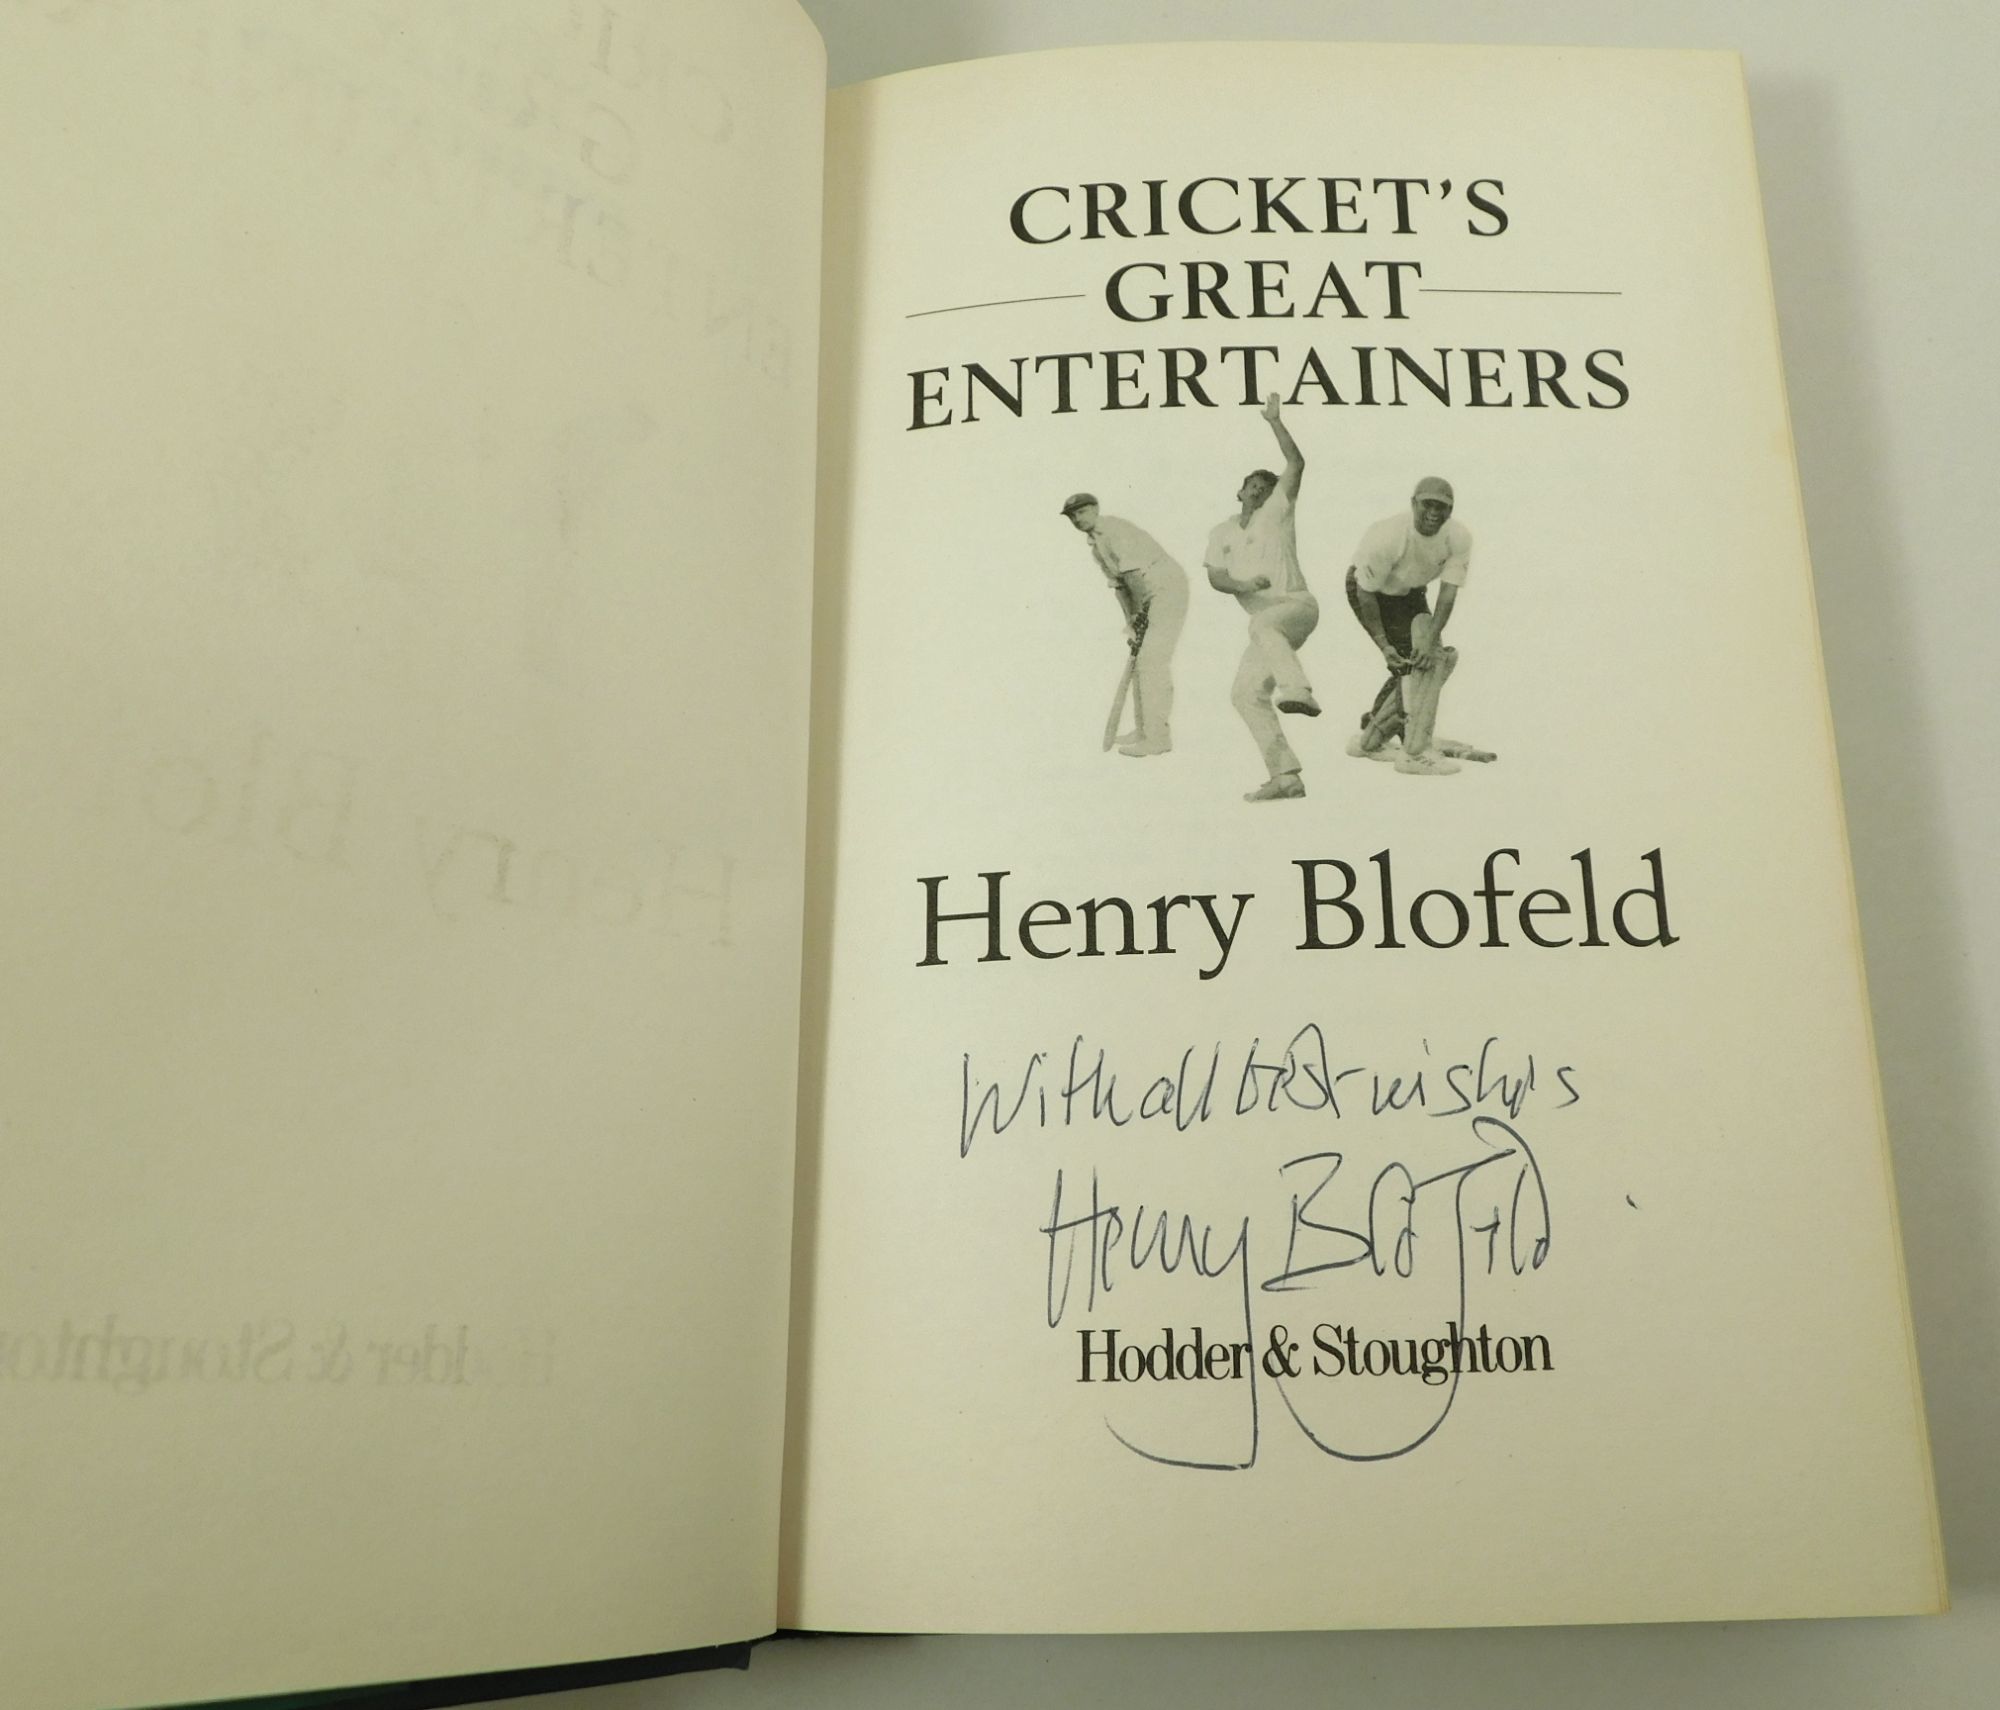 CRICKET'S
GREAT
ENTERTAINERS
Henry Blofeld
With all best wishes
Henry Blofeld
Hodder & Stoughton